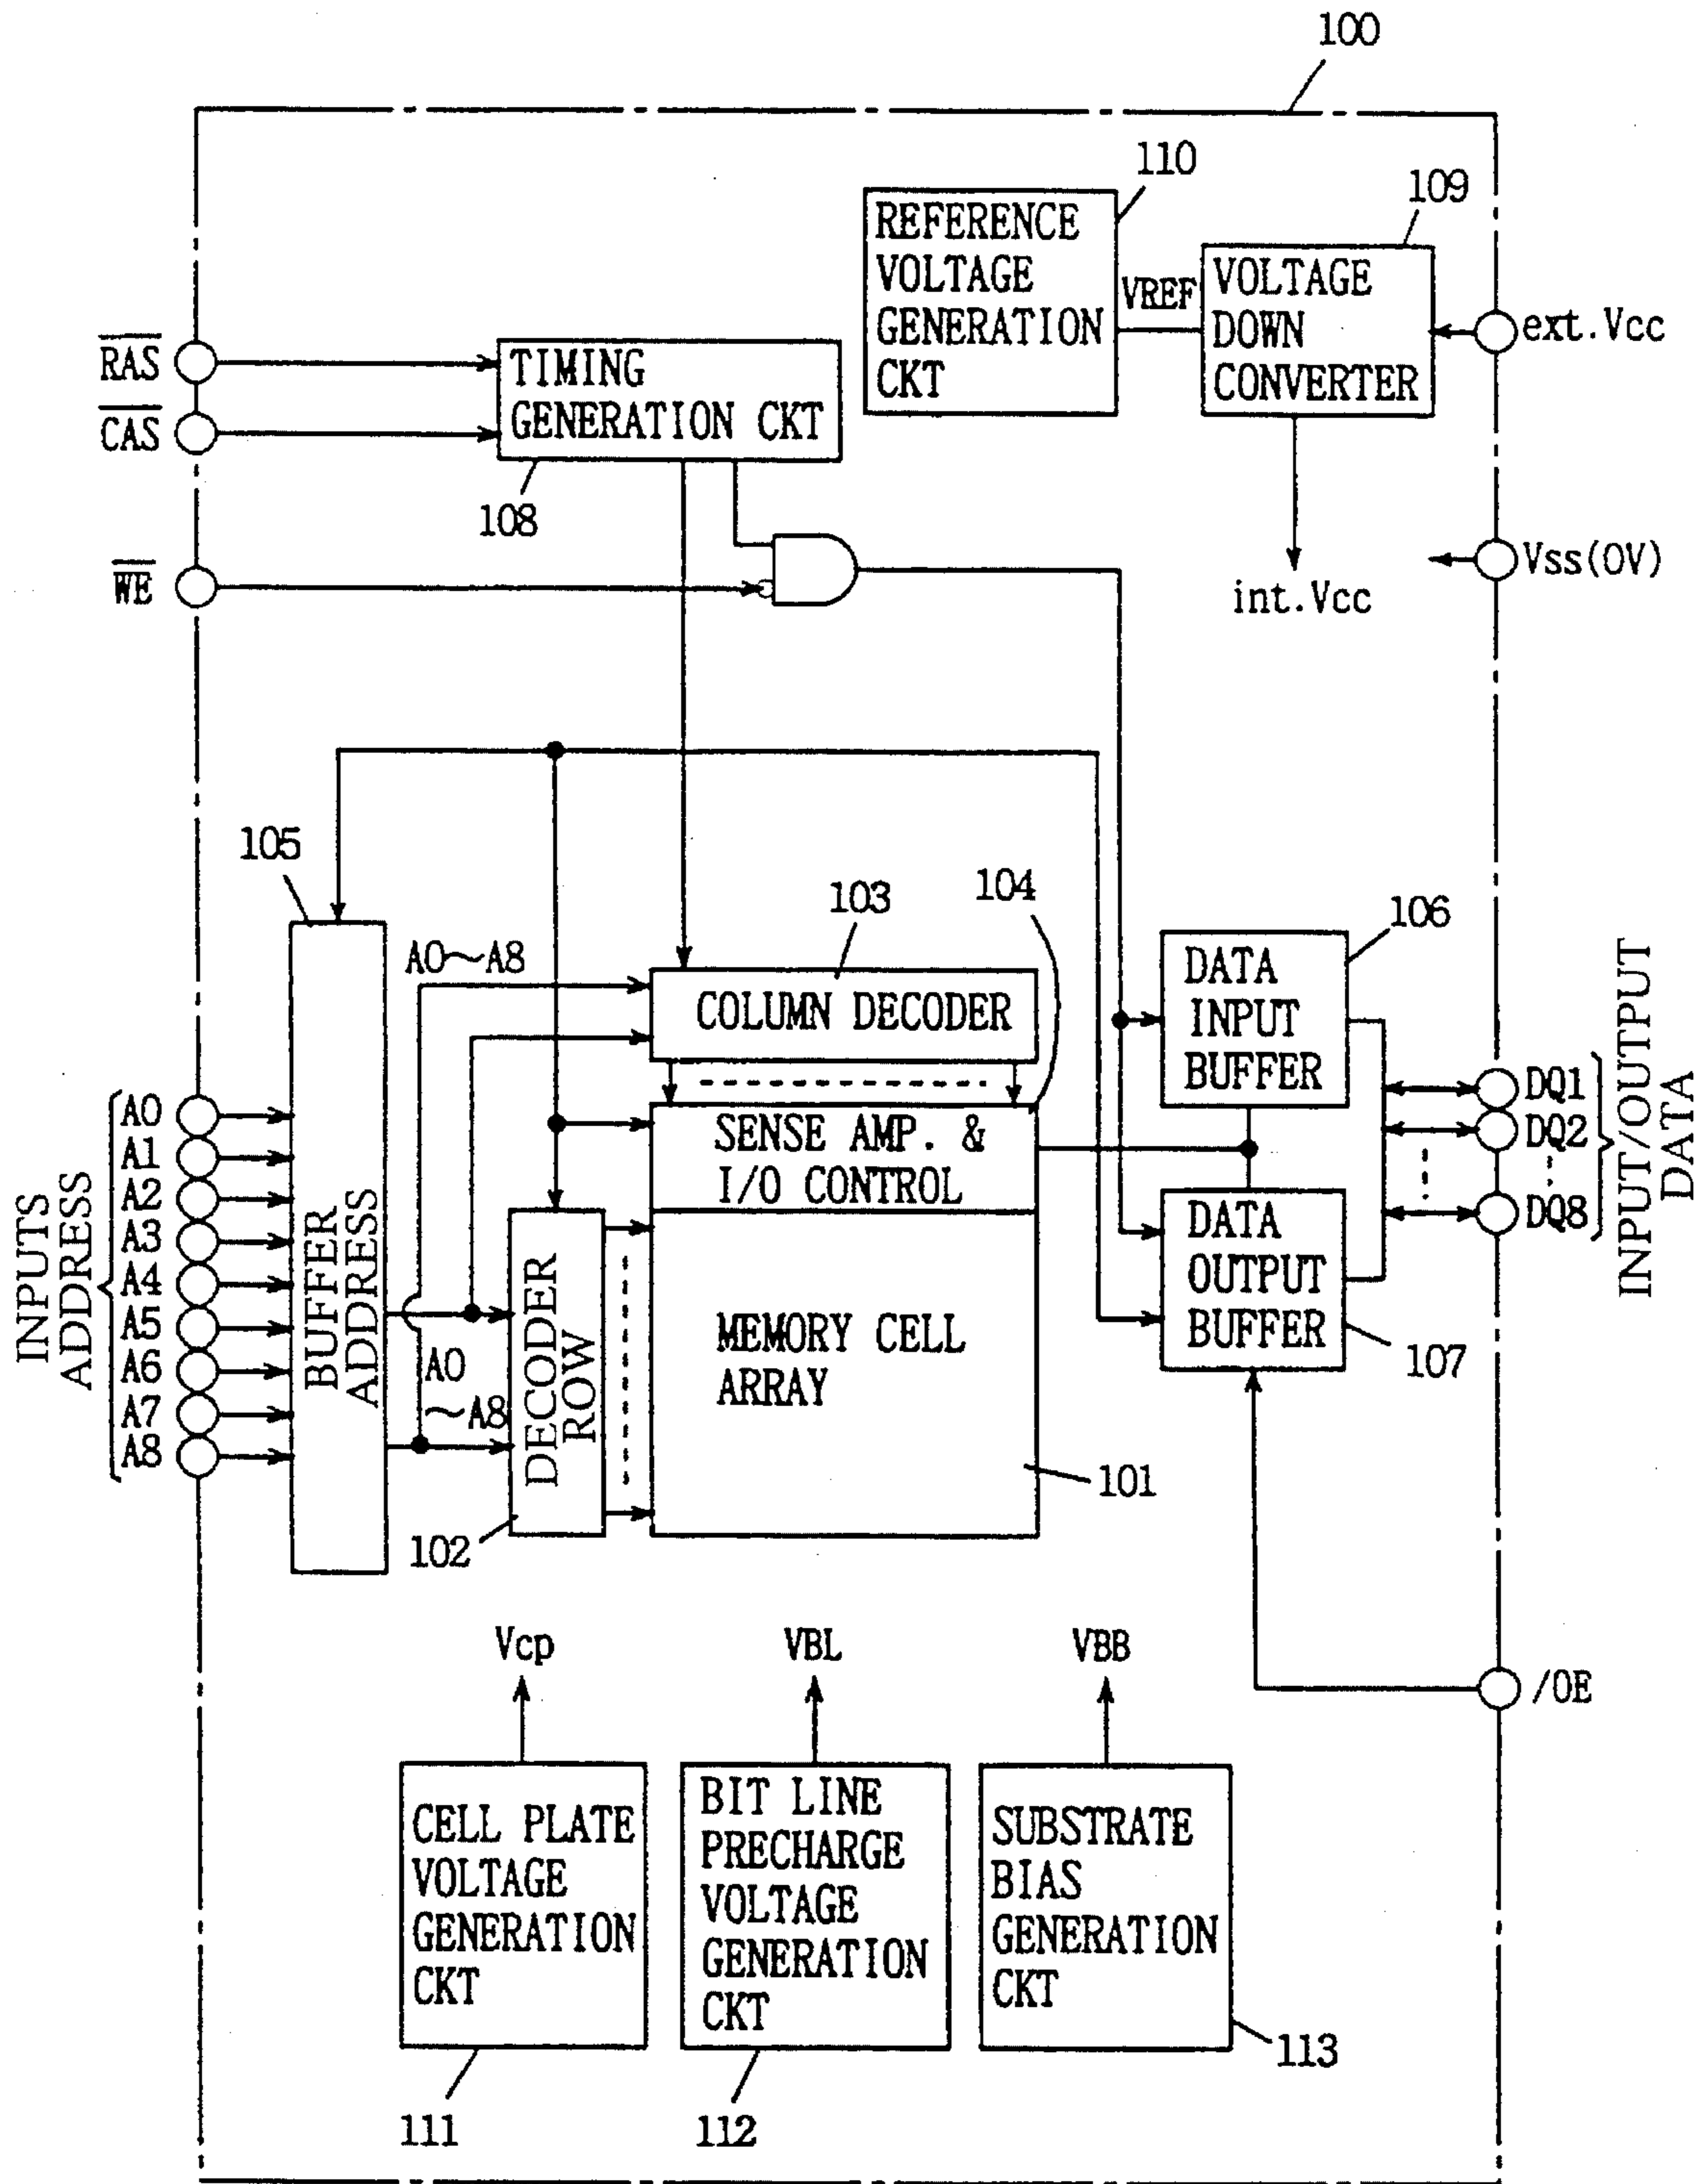 100
110
REFERENCE
VOLTAGE
GENERATION
CKT
VREF
109
VOLTAGE
DOWN
CONVERTER
ext.Vcc
RAS
CAS
TIMING
GENERATION CKT
108
WE
int.Vcc
Vss(0V)
105
A0~A8
103
104
COLUMN DECODER
106
DATA
INPUT
BUFFER
SENSE AMP. &
I/O CONTROL
INPUTS
ADDRESS
A0
A1
A2
A3
A4
A5
A6
A7
A8
BUFFER
ADDRESS
A0
~A8
DECODER
ROW
102
MEMORY CELL
ARRAY
101
DATA
OUTPUT
BUFFER
107
DQ1
DQ2
DQ8
INPUT/OUTPUT
DATA
/OE
Vcp
VBL
VBB
CELL PLATE
VOLTAGE
GENERATION
CKT
111
BIT LINE
PRECHARGE
VOLTAGE
GENERATION
CKT
112
SUBSTRATE
BIAS
GENERATION
CKT
113